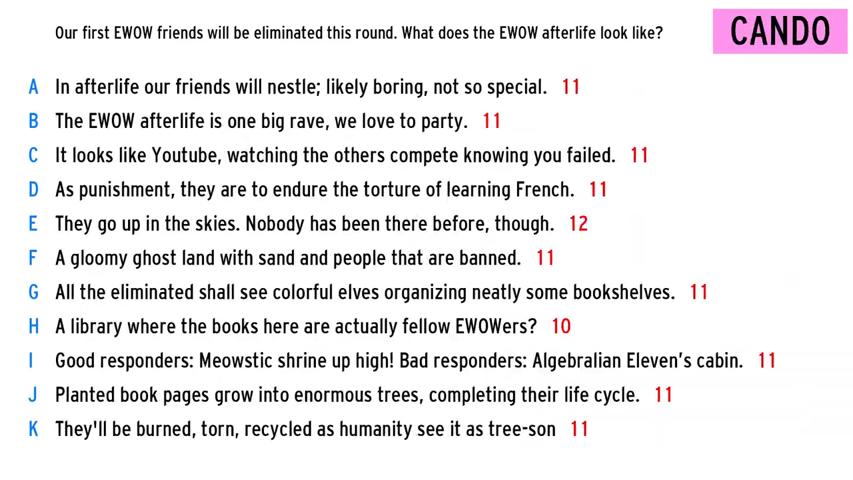 Our first EWOW friends will be eliminated this round. What does the EWOW afterlife look like?
CANDO
A In afterlife our friends will nestle; likely boring, not so special. 11
B The EWOW afterlife is one big rave, we love to party. 11
C It looks like Youtube, watching the others compete knowing you failed. 11
D As punishment, they are to endure the torture of learning French. 11
E They go up in the skies. Nobody has been there before, though. 12
F A gloomy ghost land with sand and people that are banned. 11
G All the eliminated shall see colorful elves organizing neatly some bookshelves. 11
H A library where the books here are actually fellow EWOWers? 10
I Good responders: Meowstic shrine up high! Bad responders: Algebralian Eleven's cabin. 11
J Planted book pages grow into enormous trees, completing their life cycle. 11
K They'll be burned, torn, recycled as humanity see it as tree-son 11